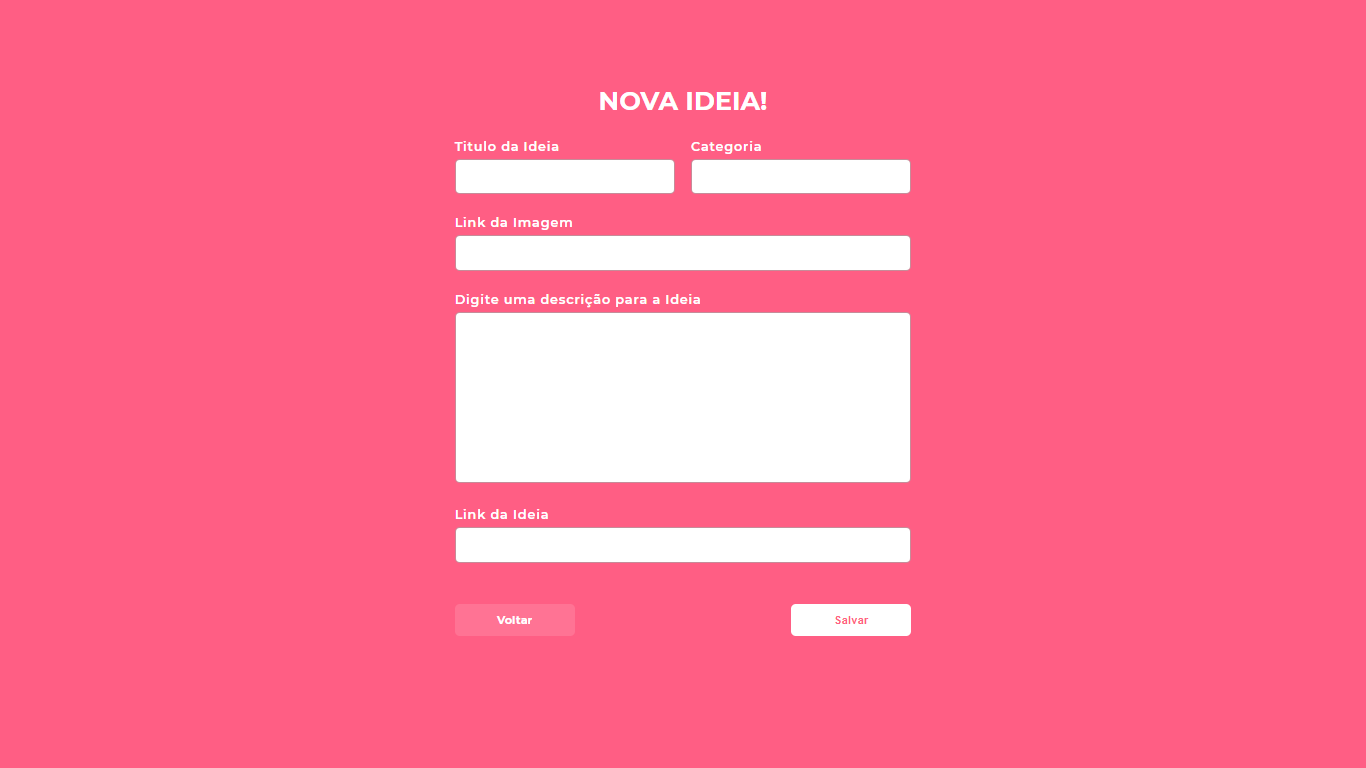 NOVA IDEIA!
Titulo da Ideia
Categoria
Link da Imagem
Digite uma descrição para a Ideia
Link da Ideia
Voltar
Salvar